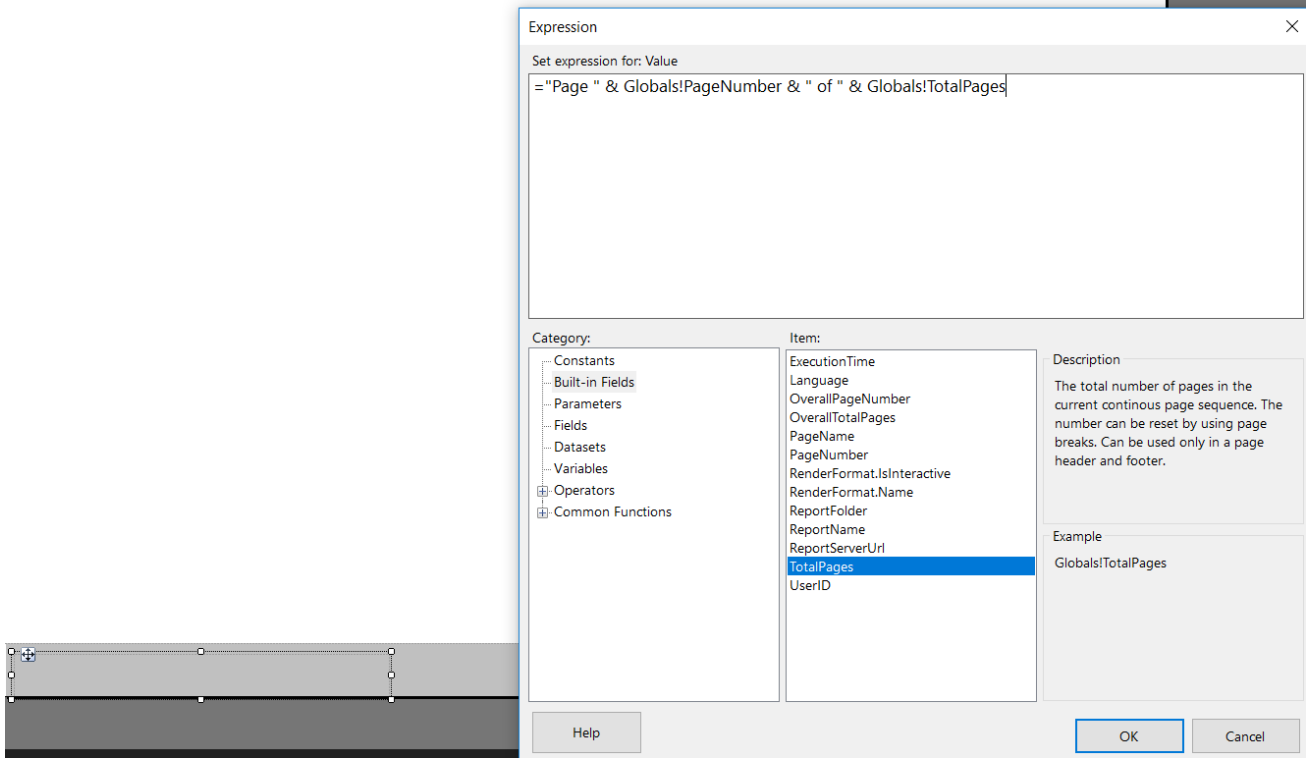 Expression
Set expression for: Value
="Page " & Globals!PageNumber & " of " & Globals!TotalPages
Category:
Constants
Built-in Fields
Parameters
Fields
Datasets
Variables
Operators
Common Functions
Item:
ExecutionTime
Language
OverallPageNumber
OverallTotalPages
PageName
PageNumber
RenderFormat.IsInteractive
RenderFormat.Name
ReportFolder
ReportName
ReportServerUrl
TotalPages
UserID
Description
The total number of pages in the
current continous page sequence. The
number can be reset by using page
breaks. Can be used only in a page
header and footer.
Example
Globals!TotalPages
Help
OK
Cancel